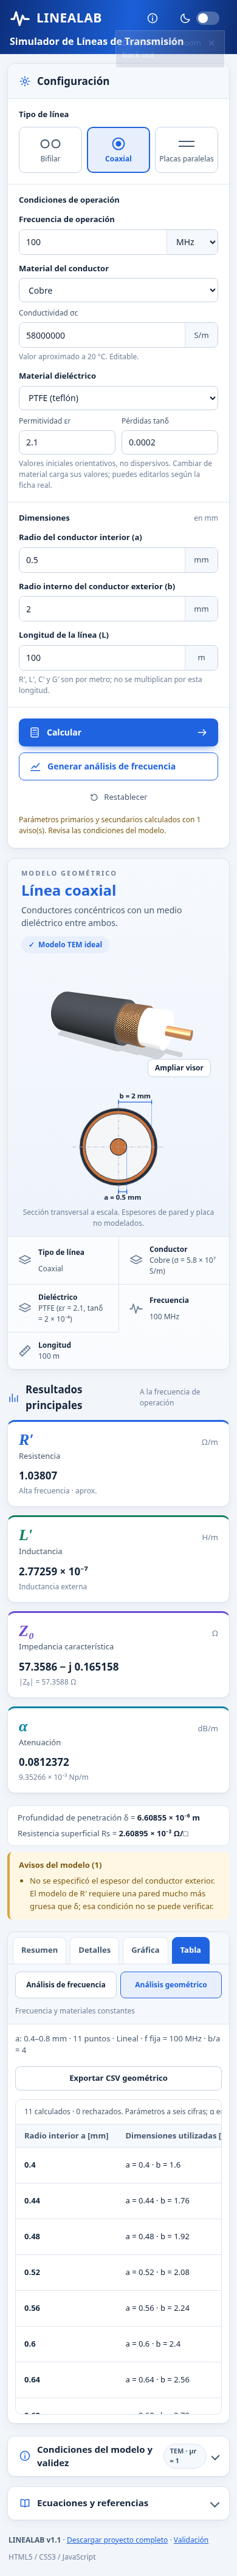 LINEALAB
Simulador de Líneas de Transmisión
Configuración
Tipo de línea
Bifilar
Coaxial
Placas paralelas
Condiciones de operación
Frecuencia de operación
100
MHz
Material del conductor
Cobre
Conductividad σc
58000000
S/m
Valor aproximado a 20 °C. Editable.
Material dieléctrico
PTFE (teflón)
Permitividad εr
Pérdidas tanδ
2.1
0.0002
Valores iniciales orientativos, no dispersivos. Cambiar de
material carga sus valores; puedes editarlos según la
ficha real.
Dimensiones
en mm
Radio del conductor interior (a)
0.5
mm
Radio interno del conductor exterior (b)
2
mm
Longitud de la línea (L)
100
m
R′, L′, C′ y G′ son por metro; no se multiplican por esta
longitud.
Calcular
Generar análisis de frecuencia
Restablecer
Parámetros primarios y secundarios calculados con 1
aviso(s). Revisa las condiciones del modelo.
MODELO GEOMÉTRICO
Línea coaxial
Conductores concéntricos con un medio
dieléctrico entre ambos.
✓ Modelo TEM ideal
Ampliar visor
b = 2 mm
a = 0.5 mm
Sección transversal a escala. Espesores de pared y placa
no modelados.
Tipo de línea
Coaxial
Conductor
Cobre (σ = 5.8 × 10⁷
S/m)
Dieléctrico
PTFE (εr = 2.1, tanδ
= 2 × 10⁻⁴)
Frecuencia
100 MHz
Longitud
100 m
Resultados
principales
A la frecuencia de
operación
R′
Ω/m
Resistencia
1.03807
Alta frecuencia · aprox.
L′
H/m
Inductancia
2.77259 × 10⁻⁷
Inductancia externa
Z₀
Ω
Impedancia característica
57.3586 − j 0.165158
|Z₀| = 57.3588 Ω
α
dB/m
Atenuación
0.0812372
9.35266 × 10⁻³ Np/m
Profundidad de penetración δ = 6.60855 × 10⁻⁶ m
Resistencia superficial Rs = 2.60895 × 10⁻³ Ω/□
Avisos del modelo (1)
• No se especificó el espesor del conductor exterior.
El modelo de R′ requiere una pared mucho más
gruesa que δ; esa condición no se puede verificar.
Resumen
Detalles
Gráfica
Tabla
Análisis de frecuencia
Análisis geométrico
Frecuencia y materiales constantes
a: 0.4–0.8 mm · 11 puntos · Lineal · f fija = 100 MHz · b/a
= 4
Exportar CSV geométrico
11 calculados · 0 rechazados. Parámetros a seis cifras; α e
Radio interior a [mm]
Dimensiones utilizadas [
0.4
a = 0.4 · b = 1.6
0.44
a = 0.44 · b = 1.76
0.48
a = 0.48 · b = 1.92
0.52
a = 0.52 · b = 2.08
0.56
a = 0.56 · b = 2.24
0.6
a = 0.6 · b = 2.4
0.64
a = 0.64 · b = 2.56
Condiciones del modelo y
validez
TEM · μr
= 1
Ecuaciones y referencias
LINEALAB v1.1 · Descargar proyecto completo · Validación
HTML5 / CSS3 / JavaScript